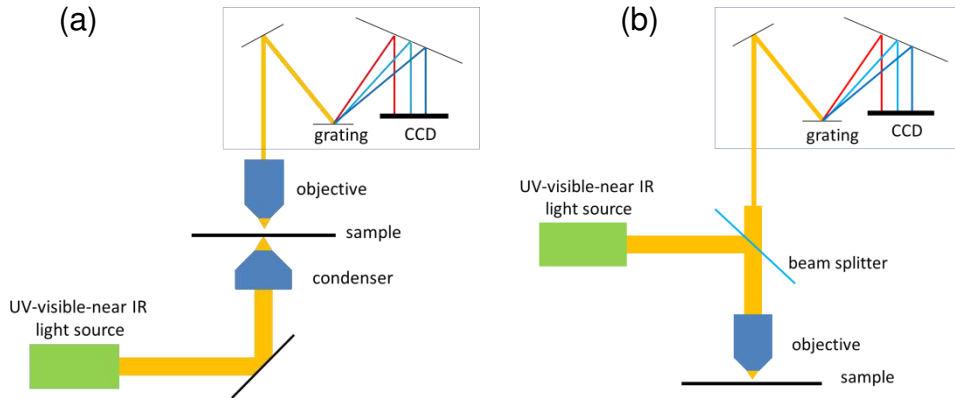 (a)
grating
CCD
objective
sample
condenser
UV-visible-near IR
light source
(b)
grating
CCD
UV-visible-near IR
light source
beam splitter
objective
sample